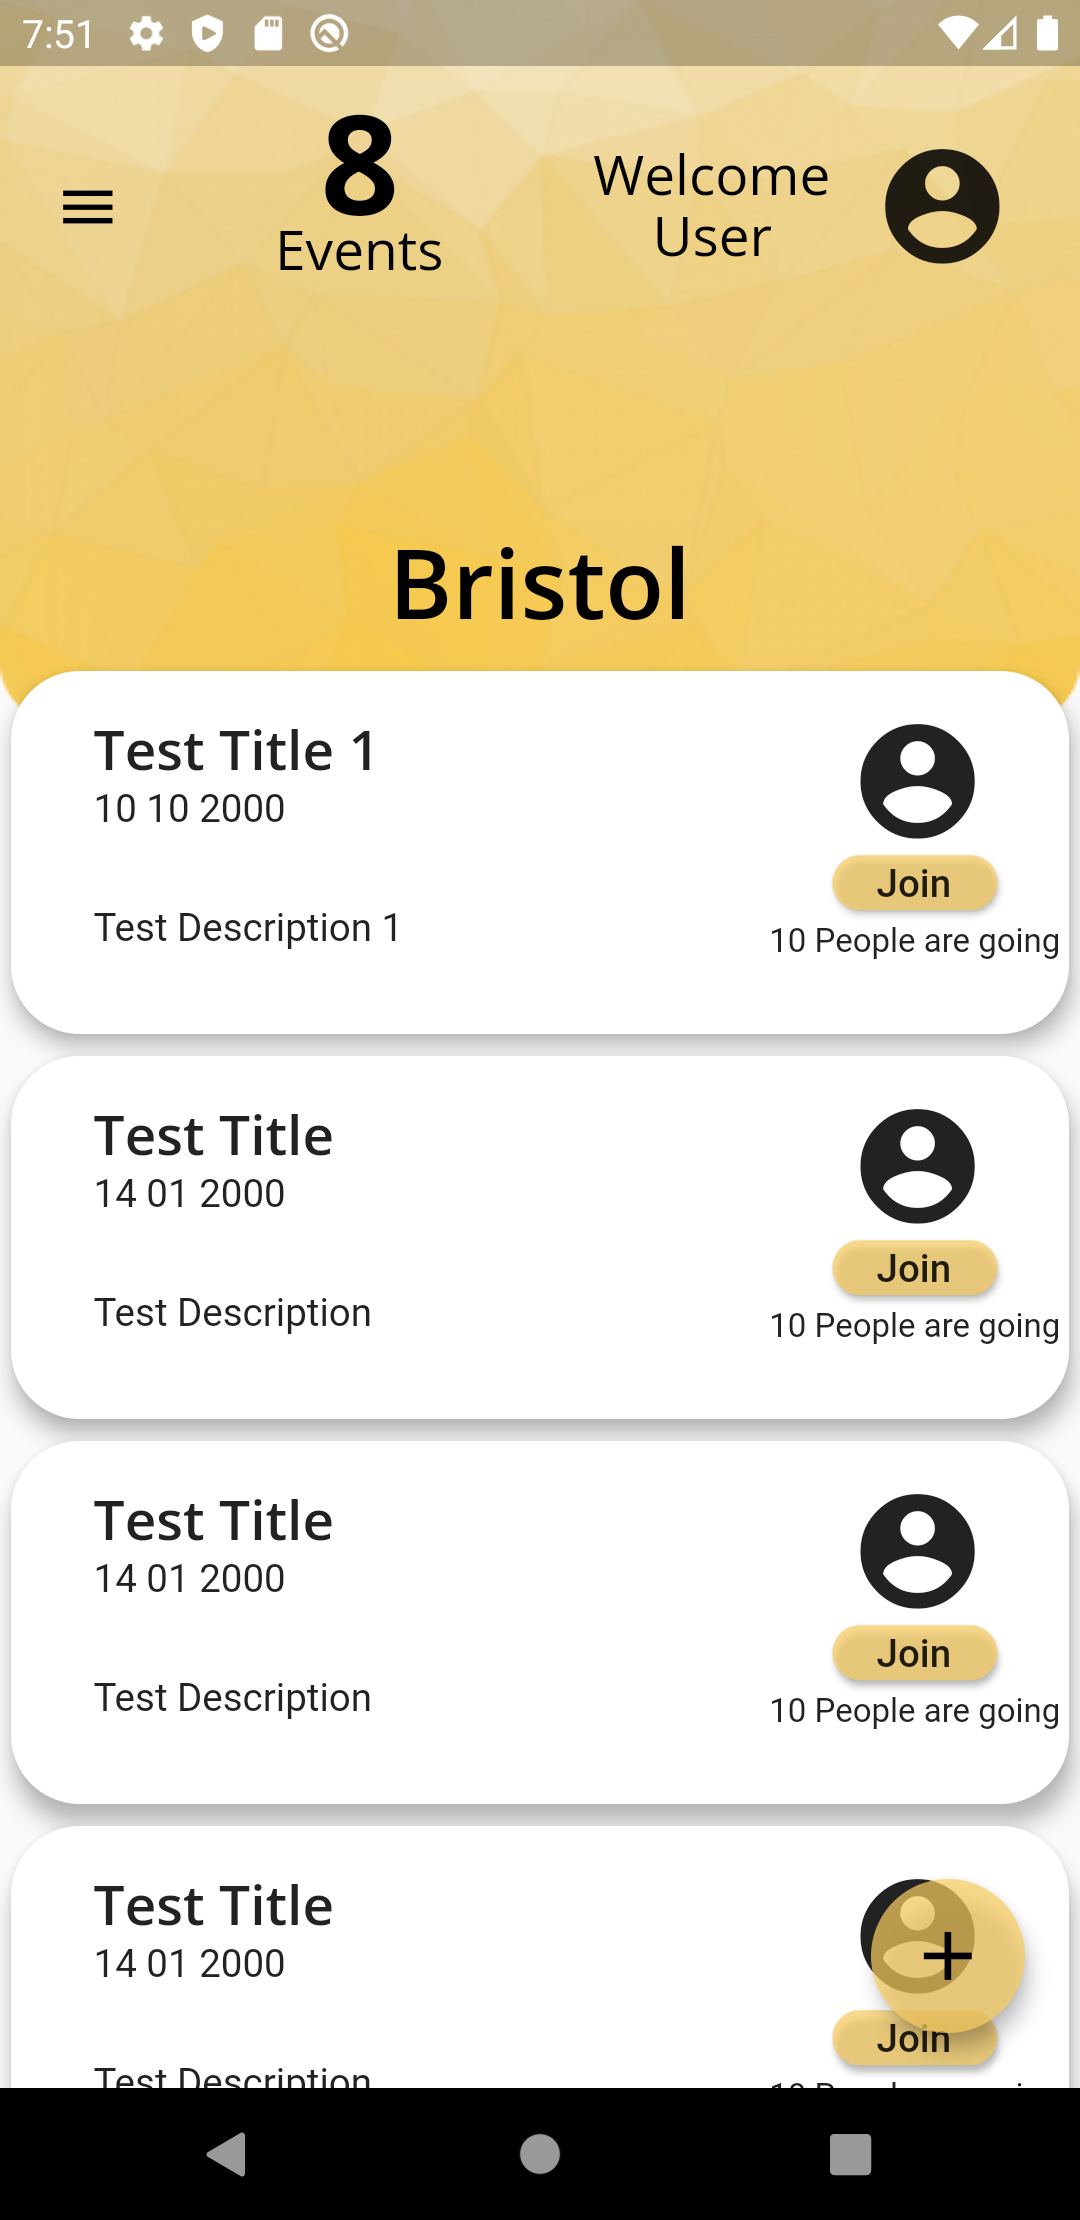 7:51
8
Events
Welcome
User
Bristol
Test Title 1
10 10 2000
Test Description 1
Join
10 People are going
Test Title
14 01 2000
Test Description
Join
10 People are going
Test Title
14 01 2000
Test Description
Join
10 People are going
Test Title
14 01 2000
Test Description
Join